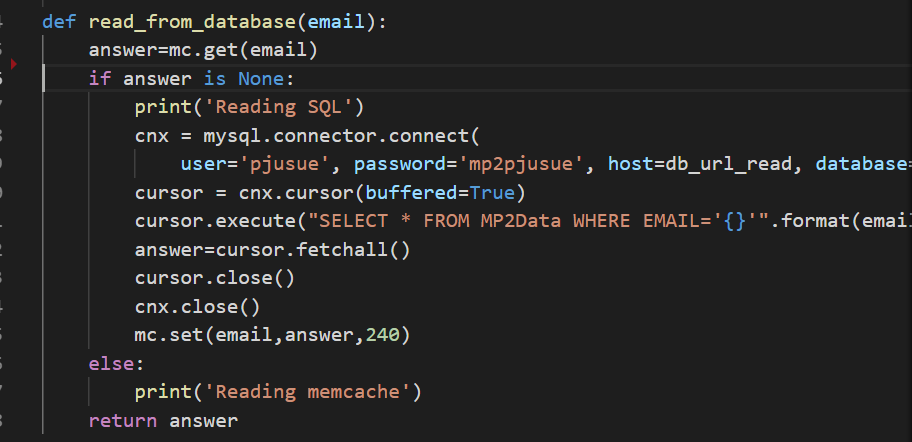 def read_from_database(email):
    answer=mc.get(email)
    if answer is None:
        print('Reading SQL')
        cnx = mysql.connector.connect(
            user='pjusue', password='mp2pjusue', host=db_url_read, database=
        cursor = cnx.cursor(buffered=True)
        cursor.execute("SELECT * FROM MP2Data WHERE EMAIL='{}'".format(emai
        answer=cursor.fetchall()
        cursor.close()
        cnx.close()
        mc.set(email,answer,240)
    else:
        print('Reading memcache')
    return answer